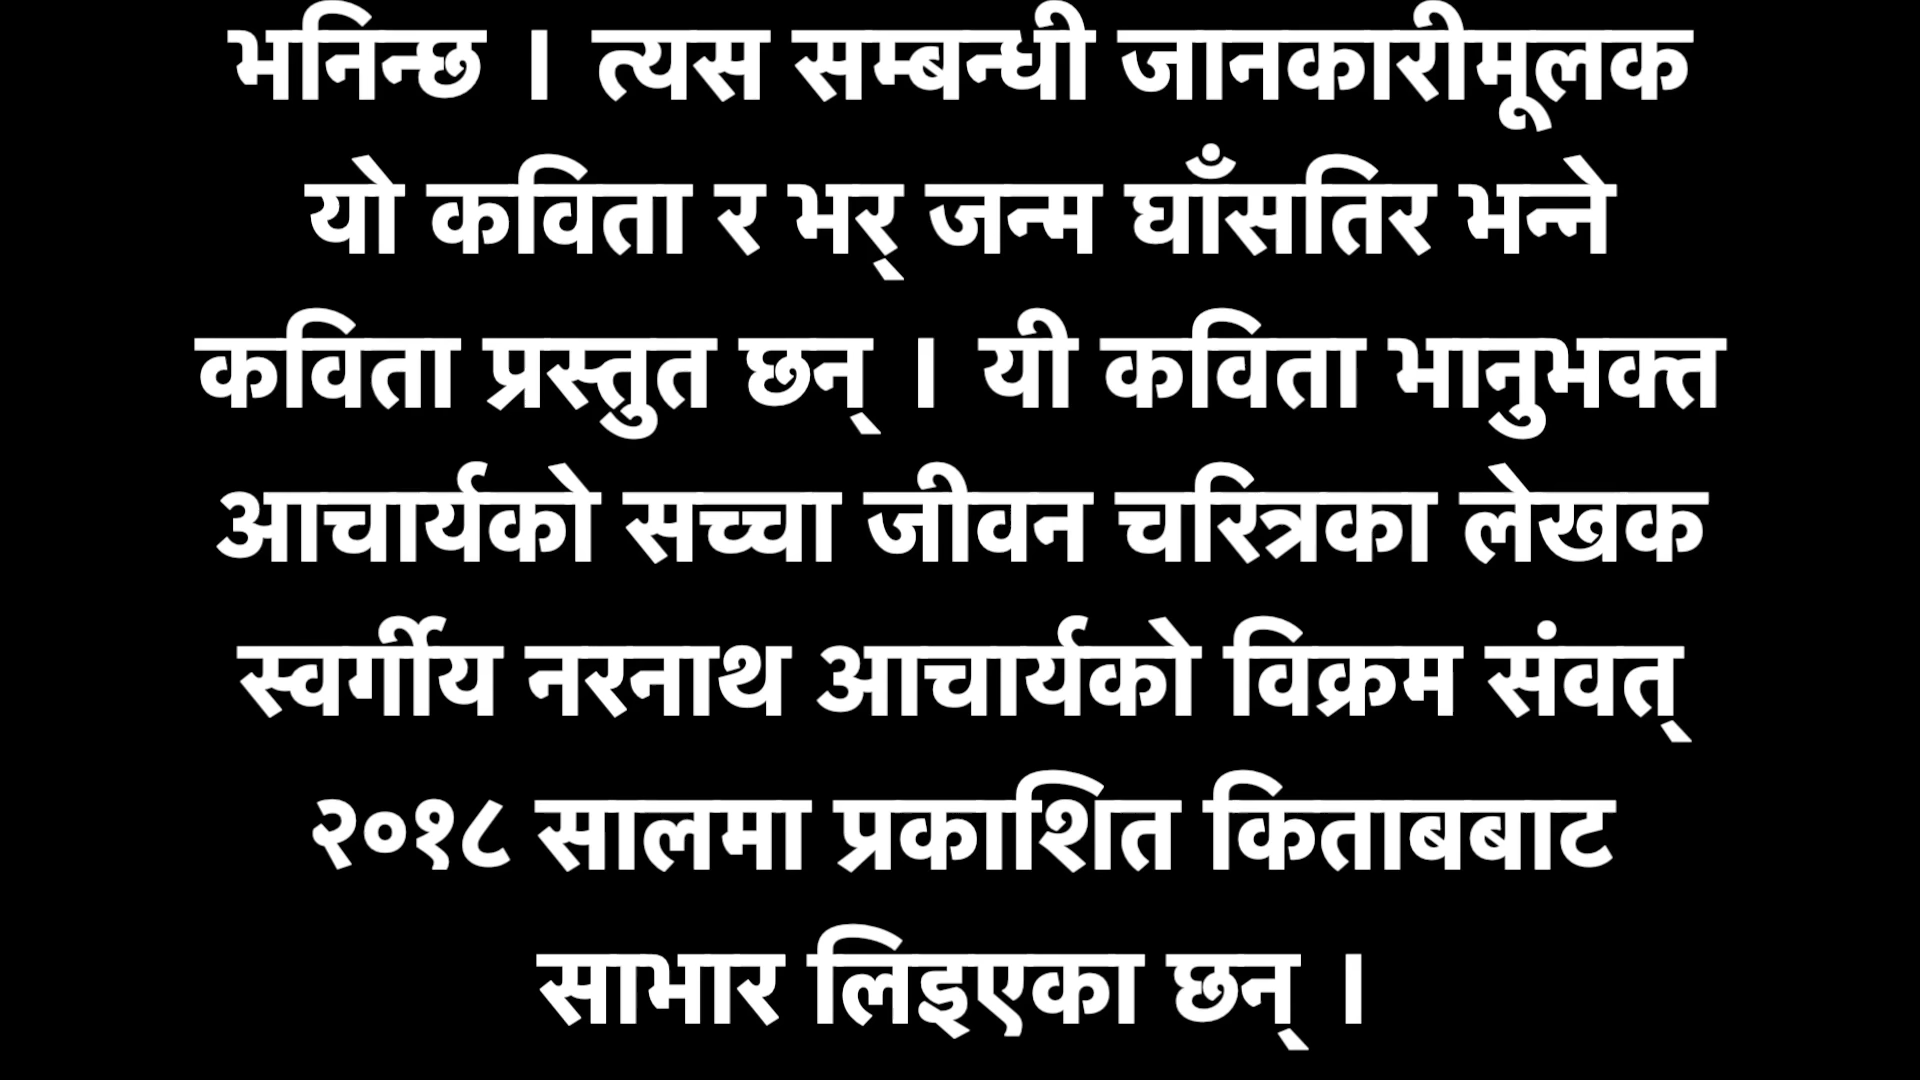 भनिन्छ । त्यस सम्बन्धी जानकारीमूलक
यो कविता र भर् जन्म घाँसतिर भन्ने
कविता प्रस्तुत छन् । यी कविता भानुभक्त
आचार्यको सच्चा जीवन चरित्रका लेखक
स्वर्गीय नरनाथ आचार्यको विक्रम संवत्
२०१८ सालमा प्रकाशित किताबबाट
साभार लिइएका छन् ।